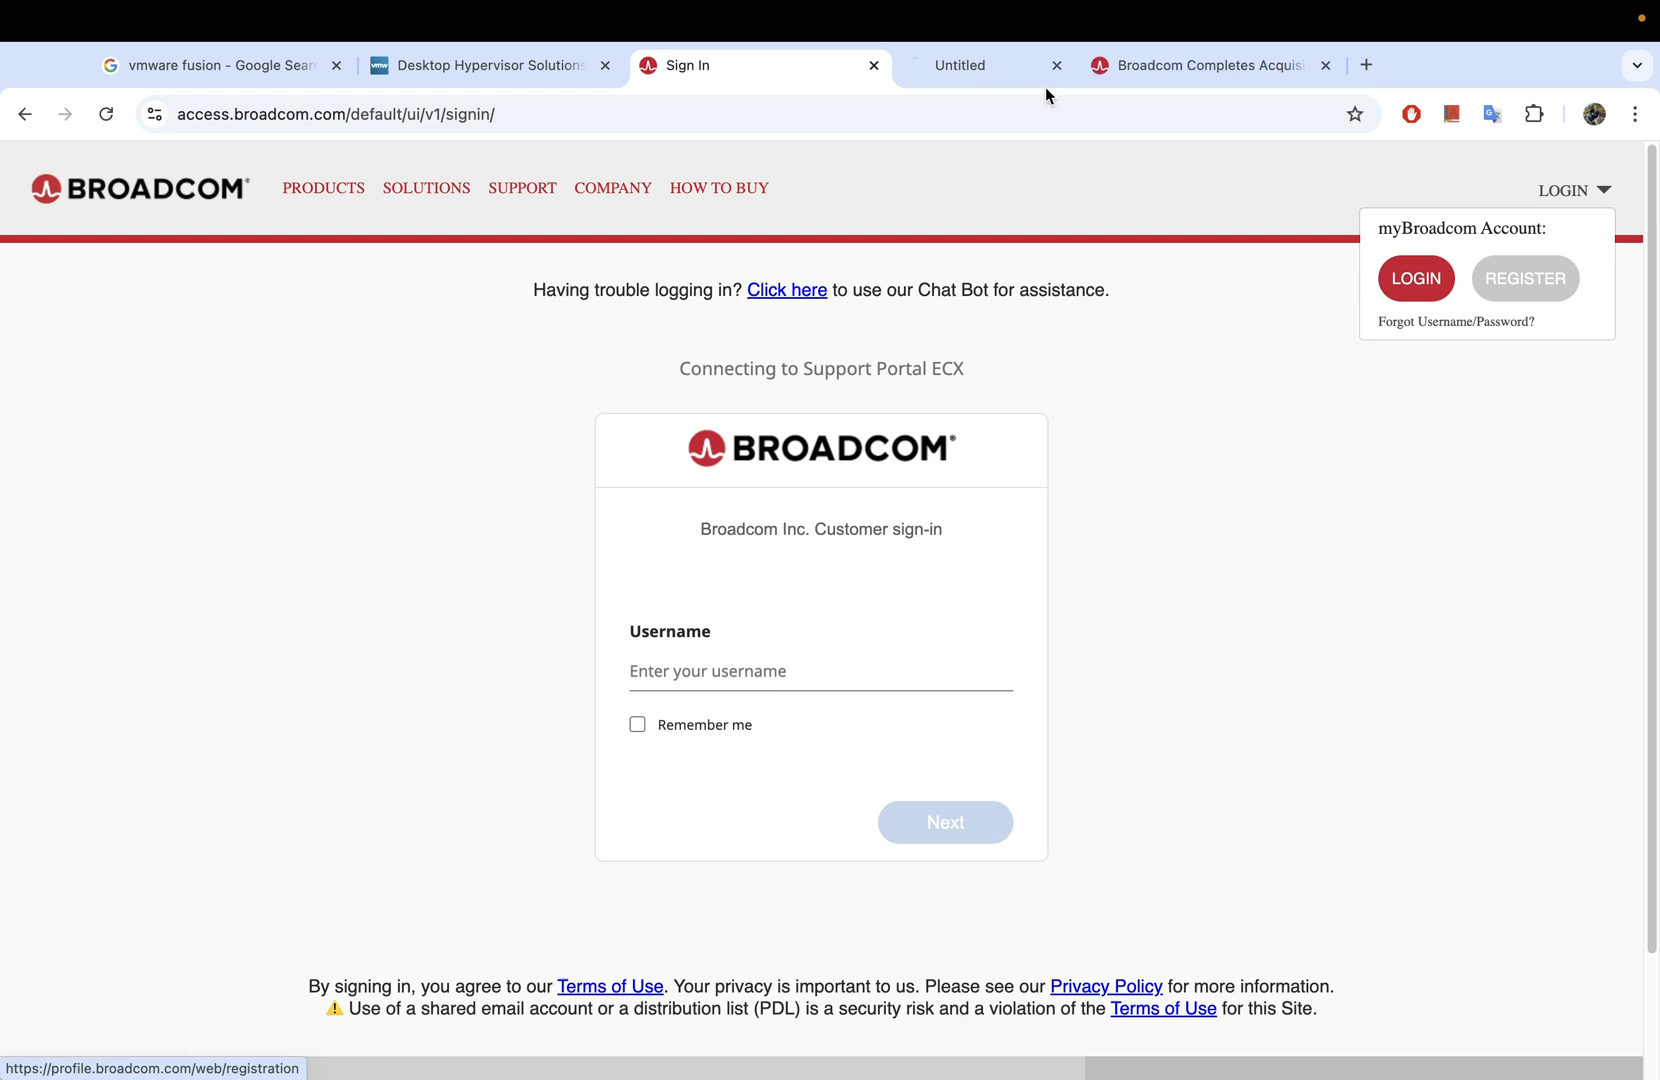 vmware fusion - Google Sear
Desktop Hypervisor Solutions
Sign In
Untitled
Broadcom Completes Acquisi
access.broadcom.com/default/ui/v1/signin/
BROADCOM®
PRODUCTS
SOLUTIONS
SUPPORT
COMPANY
HOW TO BUY
LOGIN
myBroadcom Account:
LOGIN
REGISTER
Forgot Username/Password?
Having trouble logging in? Click here to use our Chat Bot for assistance.
Connecting to Support Portal ECX
BROADCOM®
Broadcom Inc. Customer sign-in
Username
Enter your username
Remember me
Next
By signing in, you agree to our Terms of Use. Your privacy is important to us. Please see our Privacy Policy for more information.
⚠️ Use of a shared email account or a distribution list (PDL) is a security risk and a violation of the Terms of Use for this Site.
https://profile.broadcom.com/web/registration